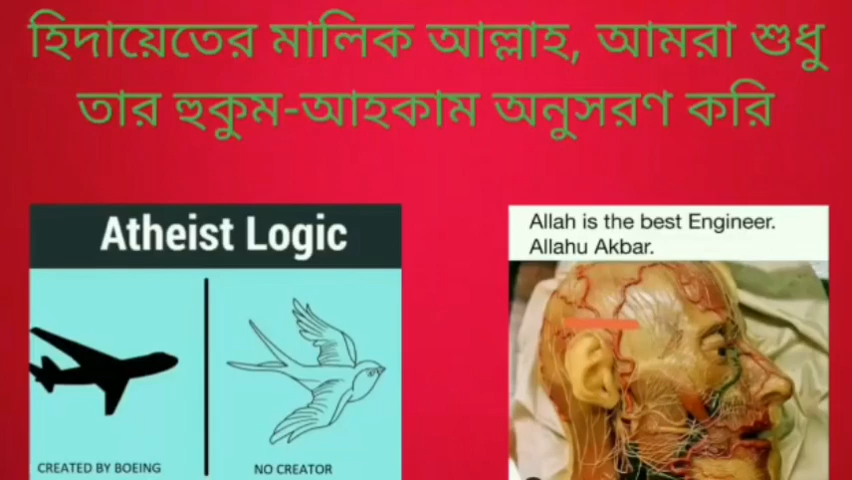 হিদায়েতের মালিক আল্লাহ, আমরা শুধু
তার হুকুম-আহকাম অনুসরণ করি
Atheist Logic
CREATED BY BOEING
NO CREATOR
Allah is the best Engineer.
Allahu Akbar.